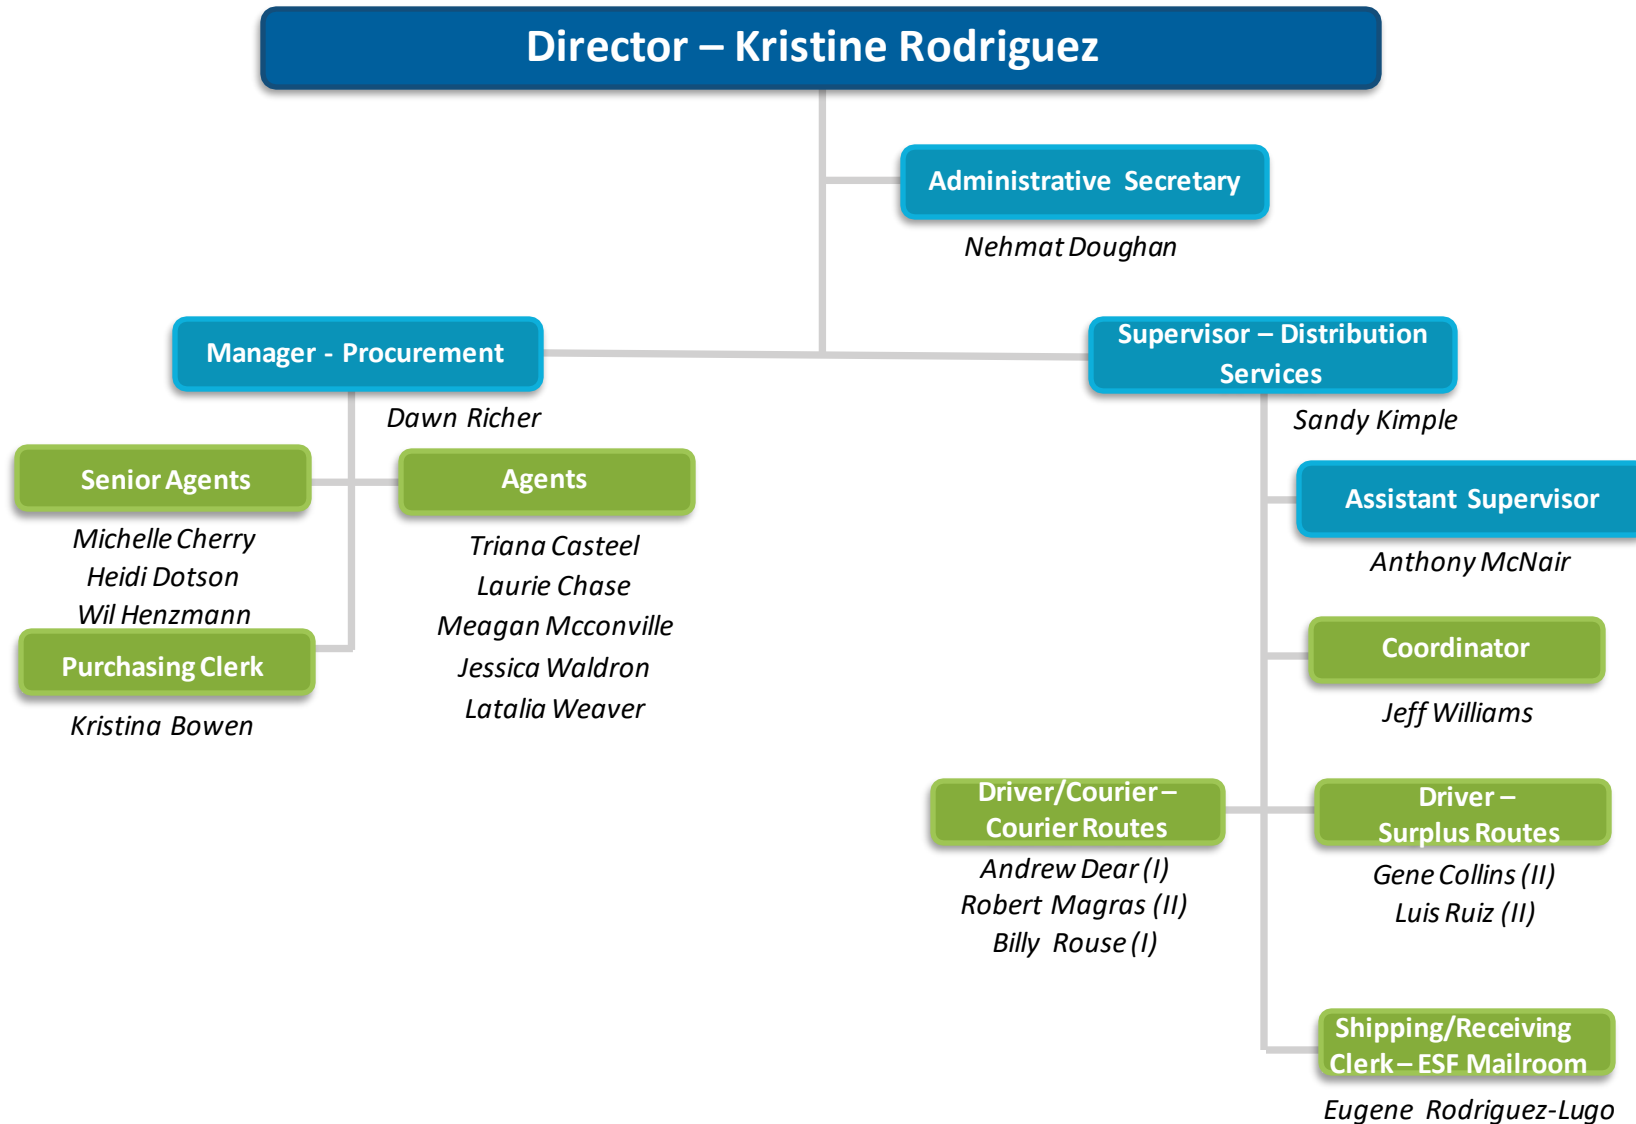 Director – Kristine Rodriguez
Administrative Secretary
Nehmat Doughan
Manager - Procurement
Dawn Richer
Supervisor – Distribution
Services
Sandy Kimple
Senior Agents
Michelle Cherry
Heidi Dotson
Wil Henzmann
Agents
Triana Casteel
Laurie Chase
Meagan Mcconville
Jessica Waldron
Latalia Weaver
Purchasing Clerk
Kristina Bowen
Assistant Supervisor
Anthony McNair
Coordinator
Jeff Williams
Driver/Courier –
Courier Routes
Andrew Dear (I)
Robert Magras (II)
Billy Rouse (I)
Driver –
Surplus Routes
Gene Collins (II)
Luis Ruiz (II)
Shipping/Receiving
Clerk – ESF Mailroom
Eugene Rodriguez-Lugo